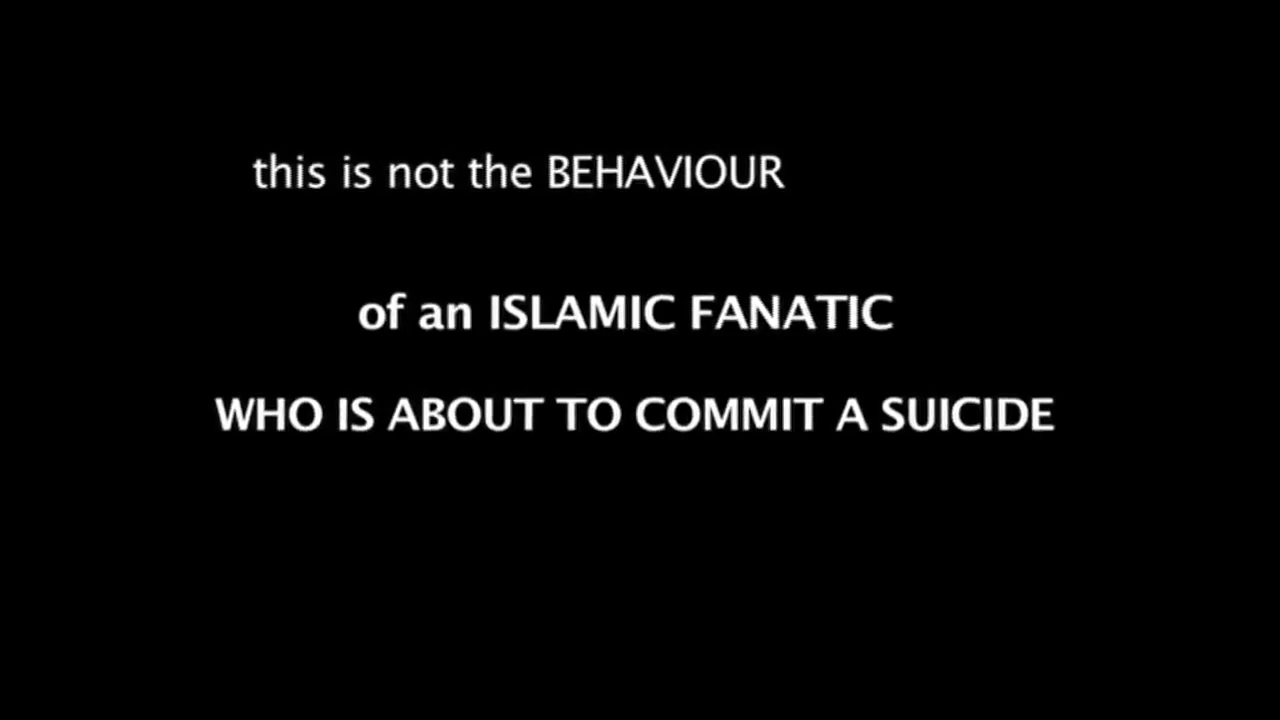 this is not the BEHAVIOUR
of an ISLAMIC FANATIC
WHO IS ABOUT TO COMMIT A SUICIDE